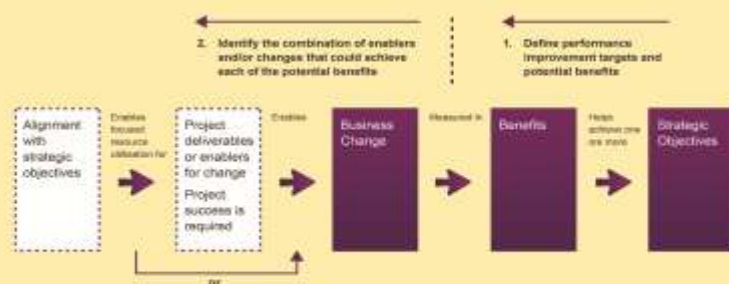 2. Identify the combination of enablers
and/or changes that could achieve
each of the potential benefits
1. Define performance
improvement targets and
potential benefits
Alignment
with
strategic
objectives
Enables
focused
resource
utilisation for
Project
deliverables
or enablers
for change
Project
success is
required
Enables
Business
Change
Measured in
Benefits
Helps
achieve one
ore more
Strategic
Objectives
or